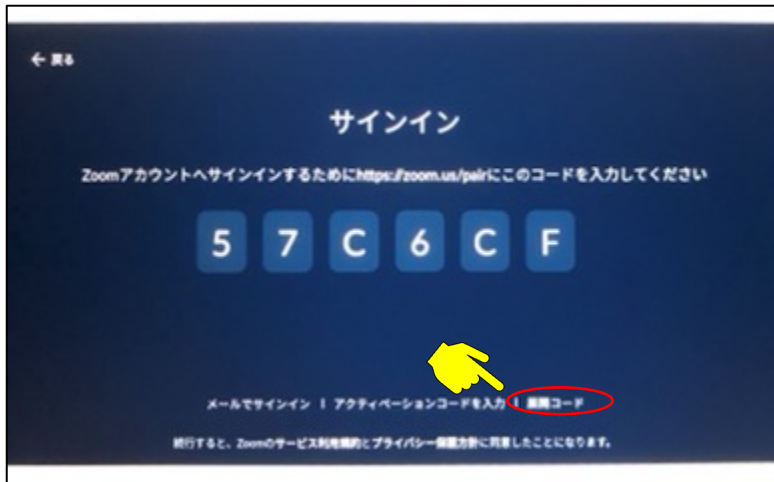 ← 戻る
サインイン
Zoomアカウントへサインインするためにhttps://zoom.us/pairにこのコードを入力してください
5 7 C 6 C F
メールでサインイン | アクティベーションコードを入力 | 展開コード
続行すると、Zoomのサービス利用規約とプライバシー保護方針に同意したことになります。